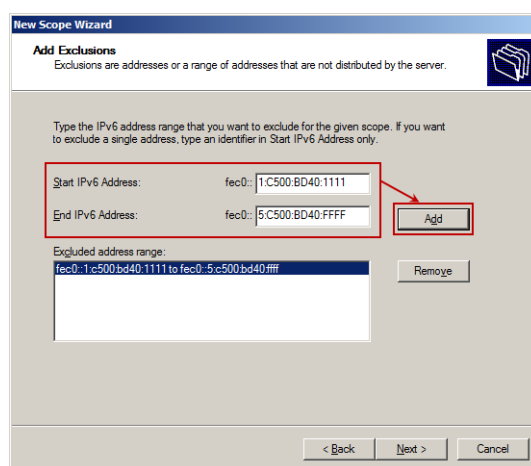 New Scope Wizard
Add Exclusions
Exclusions are addresses or a range of addresses that are not distributed by the server.
Type the IPv6 address range that you want to exclude for the given scope. If you want
to exclude a single address, type an identifier in Start IPv6 Address only.
Start IPv6 Address: fec0:: 1:C500:BD40:1111
End IPv6 Address: fec0:: 5:C500:BD40:FFFF
Add
Excluded address range:
fec0::1:c500:bd40:1111 to fec0::5:c500:bd40:ffff
Remove
< Back Next > Cancel